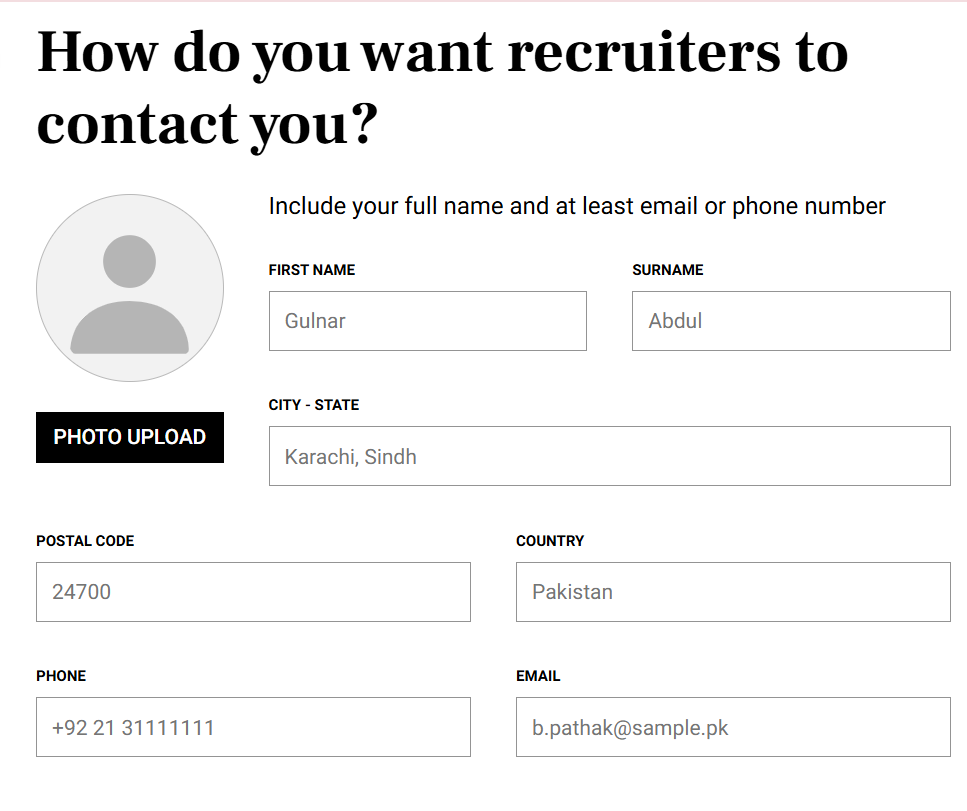 How do you want recruiters to
contact you?
Include your full name and at least email or phone number
FIRST NAME
SURNAME
Gulnar
Abdul
PHOTO UPLOAD
CITY - STATE
Karachi, Sindh
POSTAL CODE
COUNTRY
24700
Pakistan
PHONE
EMAIL
+92 21 31111111
b.pathak@sample.pk